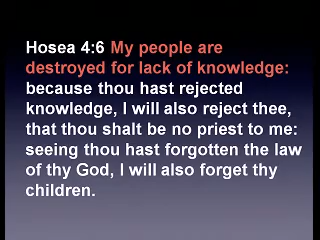 Hosea 4:6 My people are
destroyed for lack of knowledge:
because thou hast rejected
knowledge, I will also reject thee,
that thou shalt be no priest to me:
seeing thou hast forgotten the law
of thy God, I will also forget thy
children.